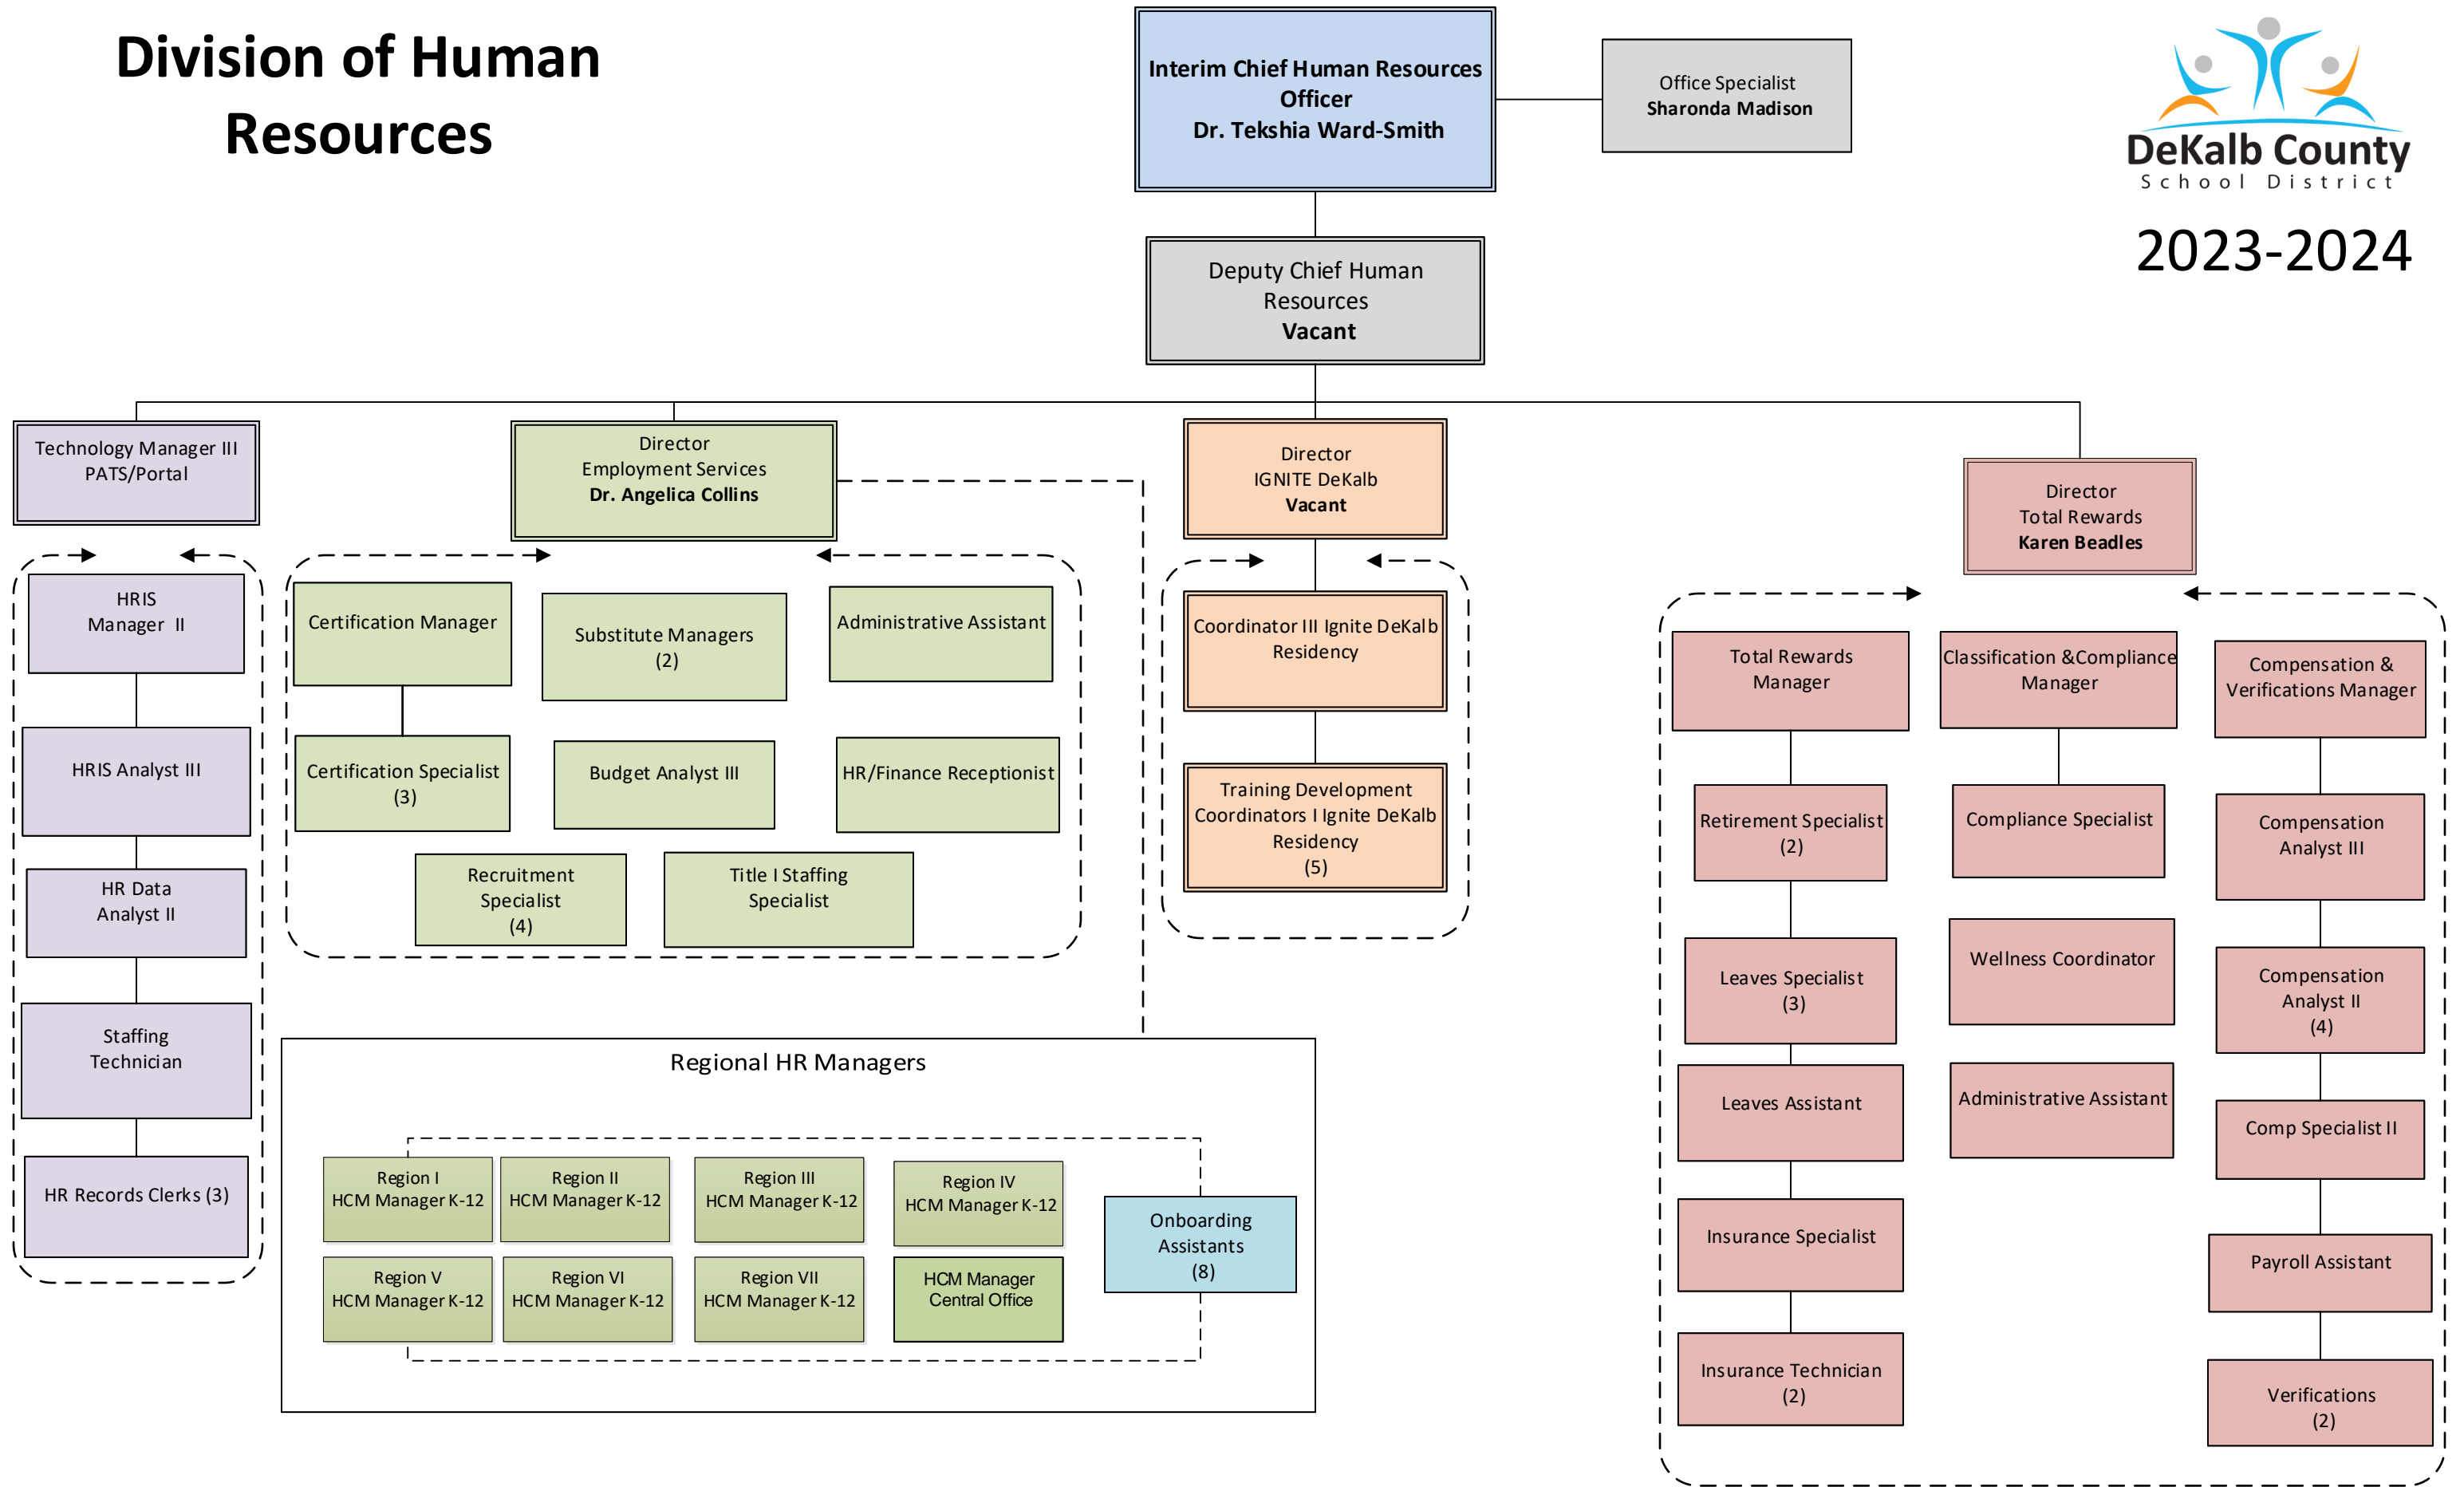 Division of Human
Resources
Interim Chief Human Resources
Officer
Dr. Tekshia Ward-Smith
Office Specialist
Sharonda Madison
DeKalb County
School District
2023-2024
Deputy Chief Human
Resources
Vacant
Technology Manager III
PATS/Portal
HRIS
Manager II
HRIS Analyst III
HR Data
Analyst II
Staffing
Technician
HR Records Clerks (3)
Director
Employment Services
Dr. Angelica Collins
Certification Manager
Substitute Managers
(2)
Administrative Assistant
Certification Specialist
(3)
Budget Analyst III
HR/Finance Receptionist
Recruitment
Specialist
(4)
Title I Staffing
Specialist
Regional HR Managers
Region I
HCM Manager K-12
Region II
HCM Manager K-12
Region III
HCM Manager K-12
Region IV
HCM Manager K-12
Region V
HCM Manager K-12
Region VI
HCM Manager K-12
Region VII
HCM Manager K-12
HCM Manager
Central Office
Onboarding
Assistants
(8)
Director
IGNITE DeKalb
Vacant
Coordinator III Ignite DeKalb
Residency
Training Development
Coordinators I Ignite DeKalb
Residency
(5)
Director
Total Rewards
Karen Beadles
Total Rewards
Manager
Retirement Specialist
(2)
Leaves Specialist
(3)
Leaves Assistant
Insurance Specialist
Insurance Technician
(2)
Classification &Compliance
Manager
Compliance Specialist
Wellness Coordinator
Administrative Assistant
Compensation &
Verifications Manager
Compensation
Analyst III
Compensation
Analyst II
(4)
Comp Specialist II
Payroll Assistant
Verifications
(2)